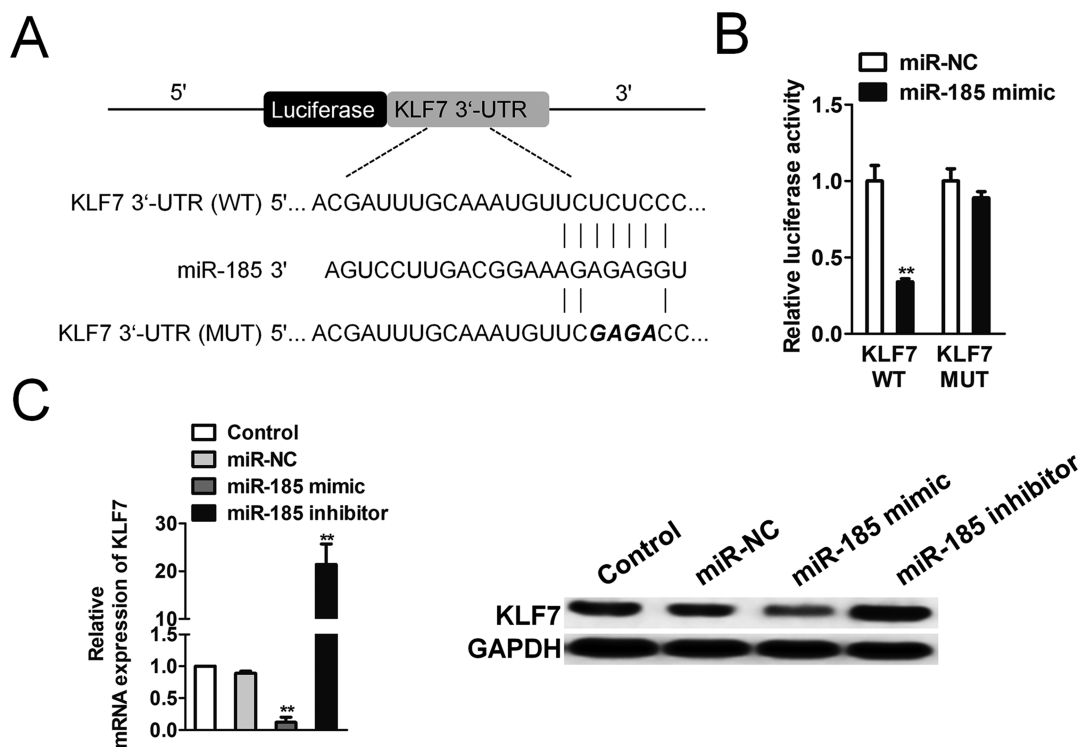 A
5' 3'
Luciferase KLF7 3'-UTR
KLF7 3'-UTR (WT) 5'... ACGAUUUGCAAAUGUUCUCUCCC...
miR-185 3' AGUCCUUGACGGAAAGAGAGGU
KLF7 3'-UTR (MUT) 5'... ACGAUUUGCAAAUGUUCGAGACC...
B
miR-NC
miR-185 mimic
Relative luciferase activity
1.5
1.0
0.5
0.0
**
KLF7 WT
KLF7 MUT
C
Control
miR-NC
miR-185 mimic
miR-185 inhibitor
Relative
mRNA expression of KLF7
30
20
10
1.5
1.0
0.5
0.0
**
**
Control
miR-NC
miR-185 mimic
miR-185 inhibitor
KLF7
GAPDH